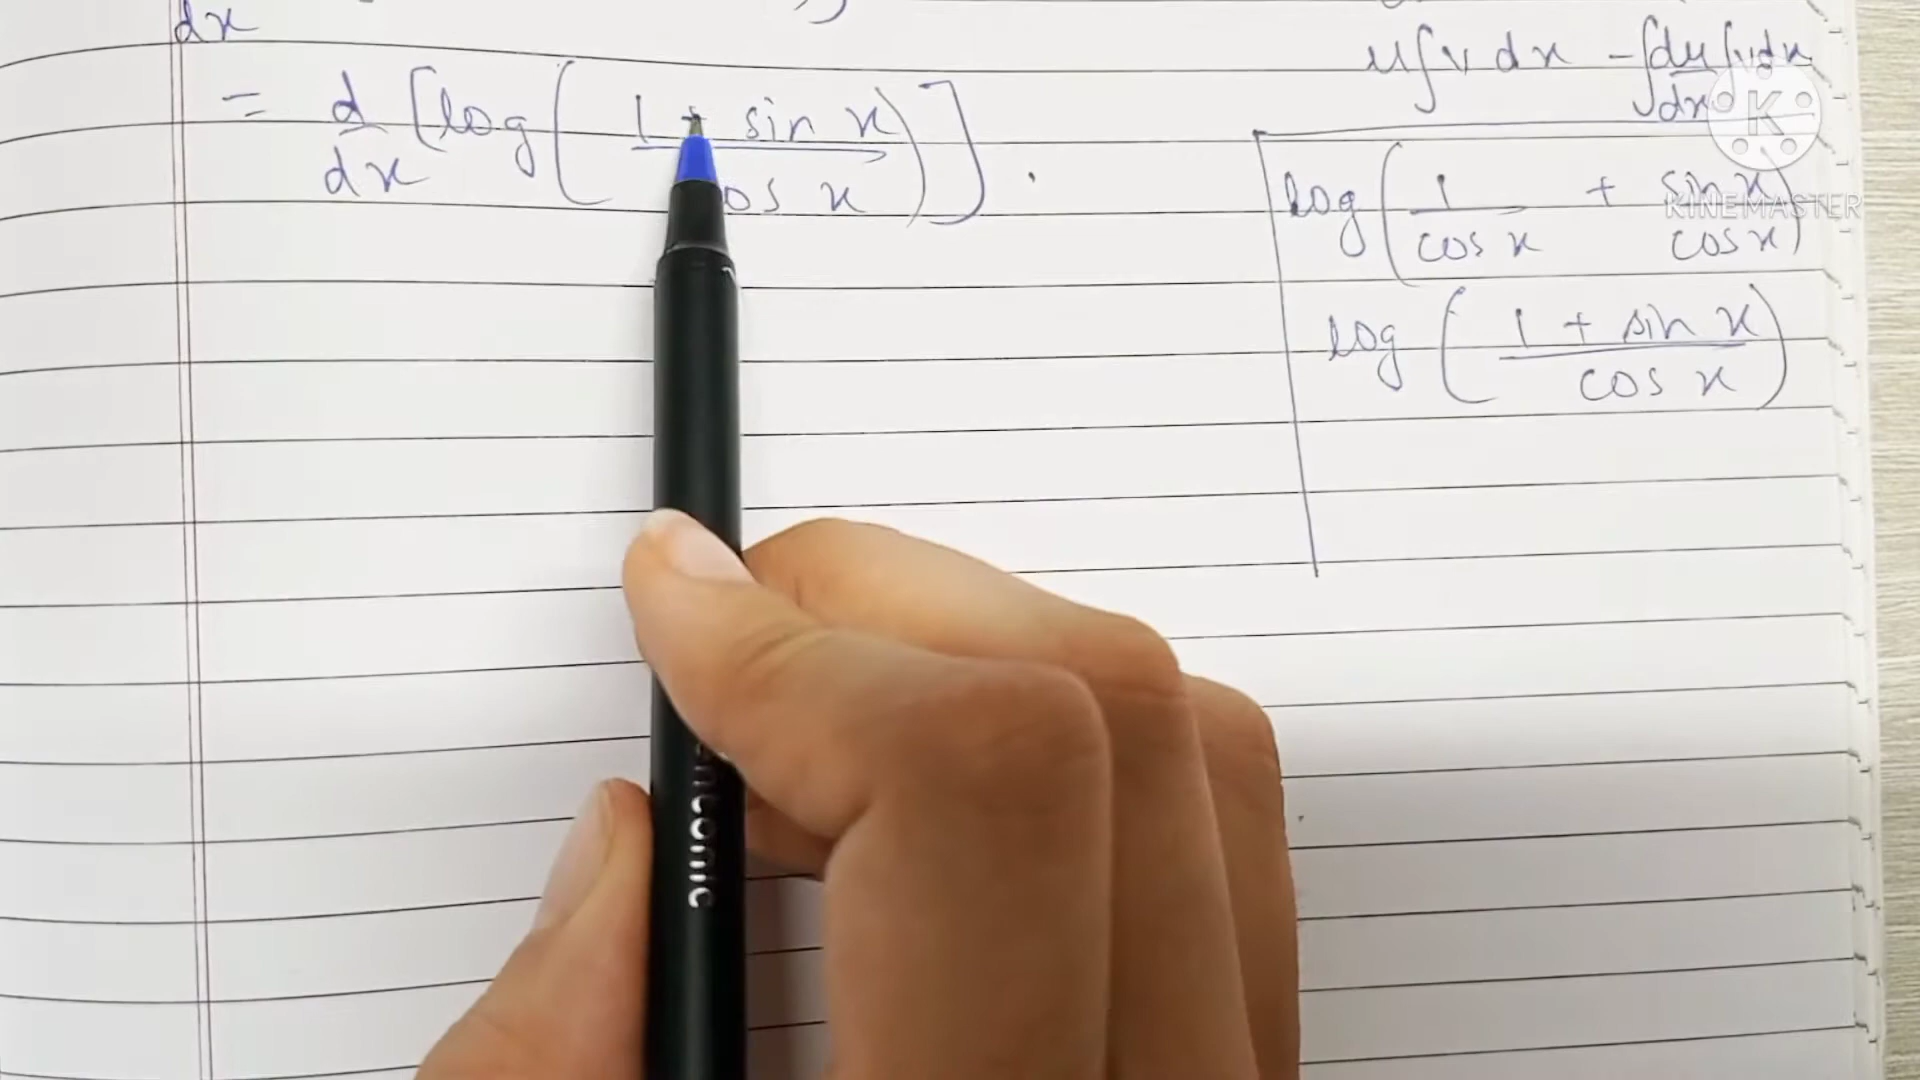 dx
= d/dx [log( (1 + sin x)/cos x )].
u∫v dx - ∫du/dx ∫v dx
K
KINEMASTER
log( 1/cos x + sin x/cos x )
log( (1 + sin x)/cos x )